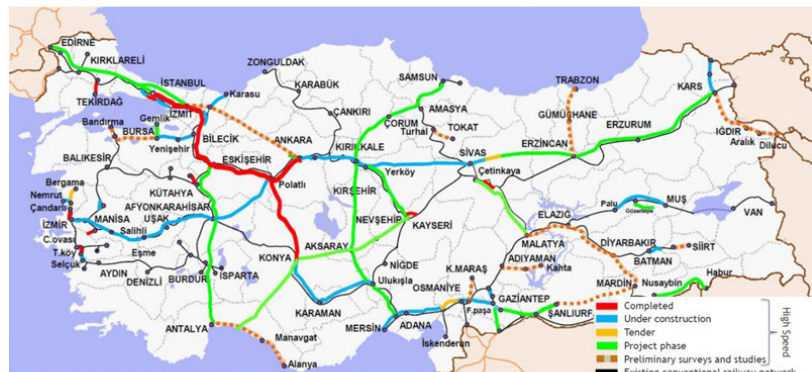 EDİRNE
KIRKLARELİ
TEKİRDAĞ
İSTANBUL
İZMİT
Karasu
ZONGULDAK
KARABÜK
ÇANKIRI
SAMSUN
AMASYA
ÇORUM
Turhal
TOKAT
TRABZON
GÜMÜŞHANE
KARS
IĞDIR
Aralık
Dilucu
Bandırma
Gemlik
BURSA
Yenişehir
BİLECİK
ESKİŞEHİR
ANKARA
Polatlı
KIRIKKALE
Yerköy
SİVAS
ERZİNCAN
ERZURUM
Çetinkaya
BALIKESİR
KÜTAHYA
Bergama
Nemrut
Çandarlı
İZMİR
MANİSA
Salihli
UŞAK
AFYONKARAHİSAR
KIRŞEHİR
NEVŞEHİR
KAYSERİ
AKSARAY
C.ovası
T.köy
Selçuk
Eşme
AYDIN
DENİZLİ
BURDUR
ISPARTA
KONYA
NİĞDE
Ulukışla
KARAMAN
ELAZIĞ
MALATYA
Palu
MUŞ
VAN
DİYARBAKIR
BATMAN
SİİRT
ADIYAMAN
Kahta
K.MARAŞ
OSMANİYE
GAZİANTEP
F.paşa
ŞANLIURF
MARDİN
Nusaybin
Habur
ANTALYA
Manavgat
Alanya
MERSİN
ADANA
İskenderun
Completed
Under construction
Tender
Project phase
Preliminary surveys and studies
Existing conventional railway network
High Speed